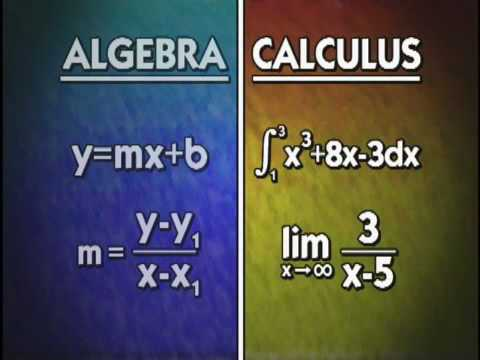 ALGEBRA
y=mx+b
m = y-y₁
x-x₁
CALCULUS
∫₁³ x³+8x-3dx
lim 3
x→∞ x-5